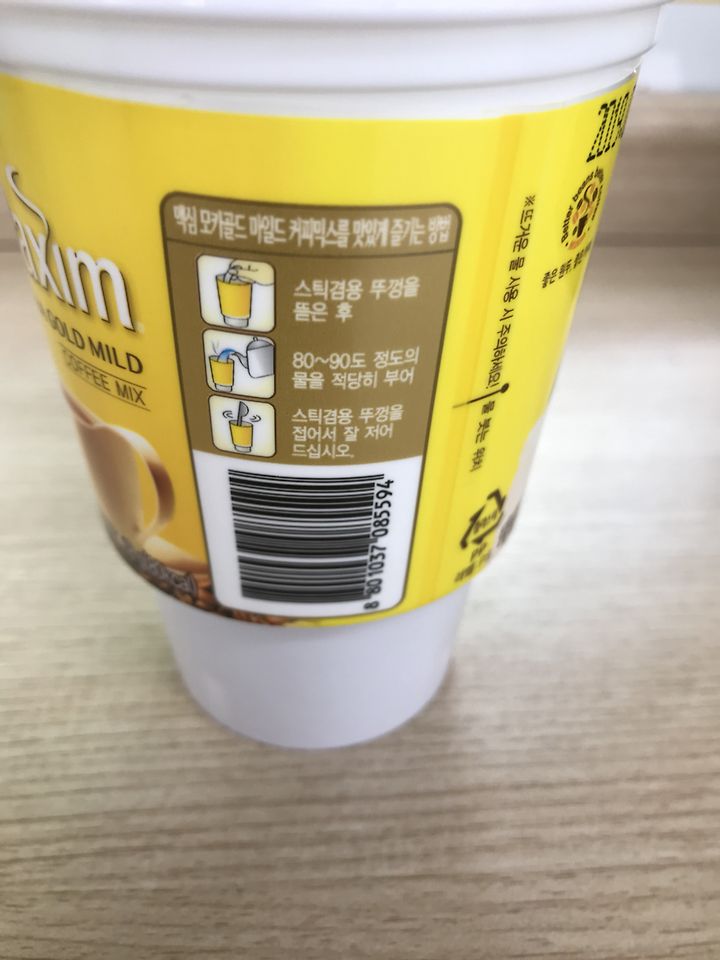 axim
GOLD MILD
COFFEE MIX
맥심 모카골드 마일드 커피믹스를 맛있게 즐기는 방법
스틱겸용 뚜껑을
뜯은 후
80~90도 정도의
물을 적당히 부어
스틱겸용 뚜껑을
접어서 잘 저어
드십시오.
8 801037 085594
※뜨거운 물 사용 시 주의하세요!
물 붓는 위치
2019
Better beans